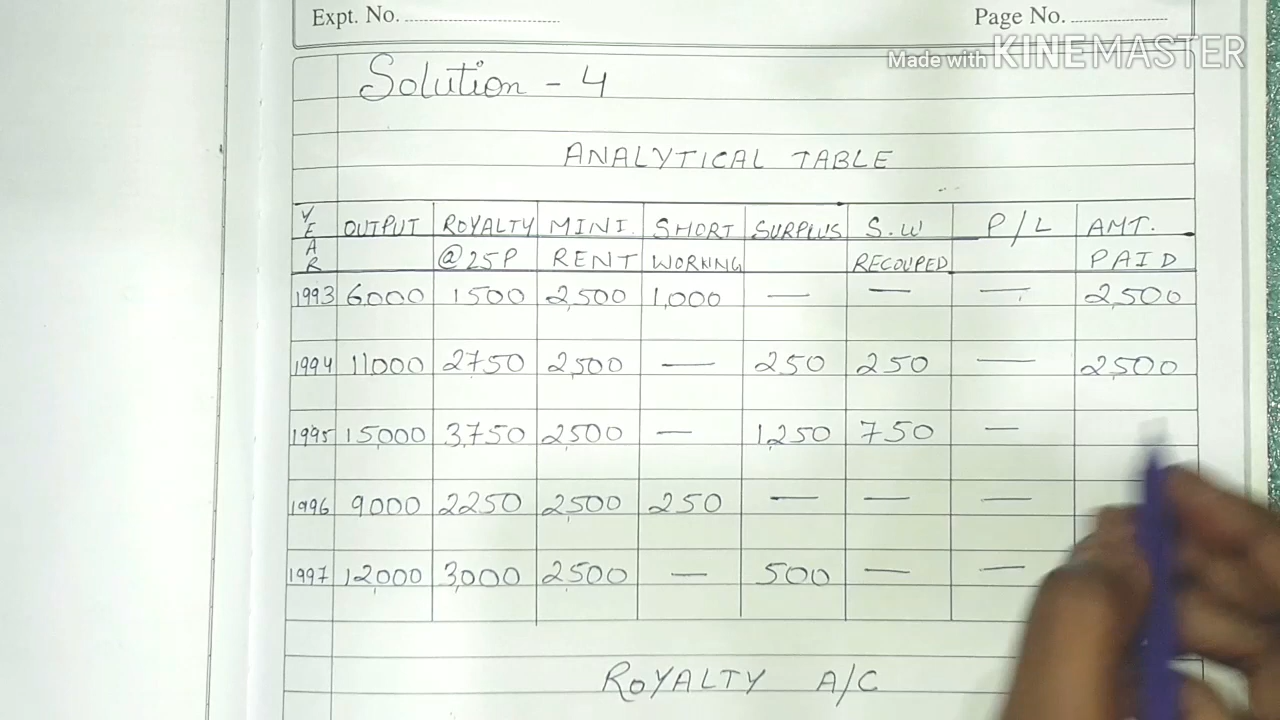 Expt. No.
Page No.
Made with KINEMASTER
Solution - 4
ANALYTICAL TABLE
YEAR OUTPUT ROYALTY @ 25P MINI. RENT SHORT WORKING SURPLUS S.W RECOUPED P/L AMT. PAID
1993 6000 1500 2,500 1,000 — — — 2,500
1994 11000 2750 2,500 — 250 250 — 2,500
1995 15,000 3,750 2500 — 1,250 750 —
1996 9000 2250 2,500 250 — — —
1997 12,000 3,000 2500 — 500 — —
ROYALTY A/C